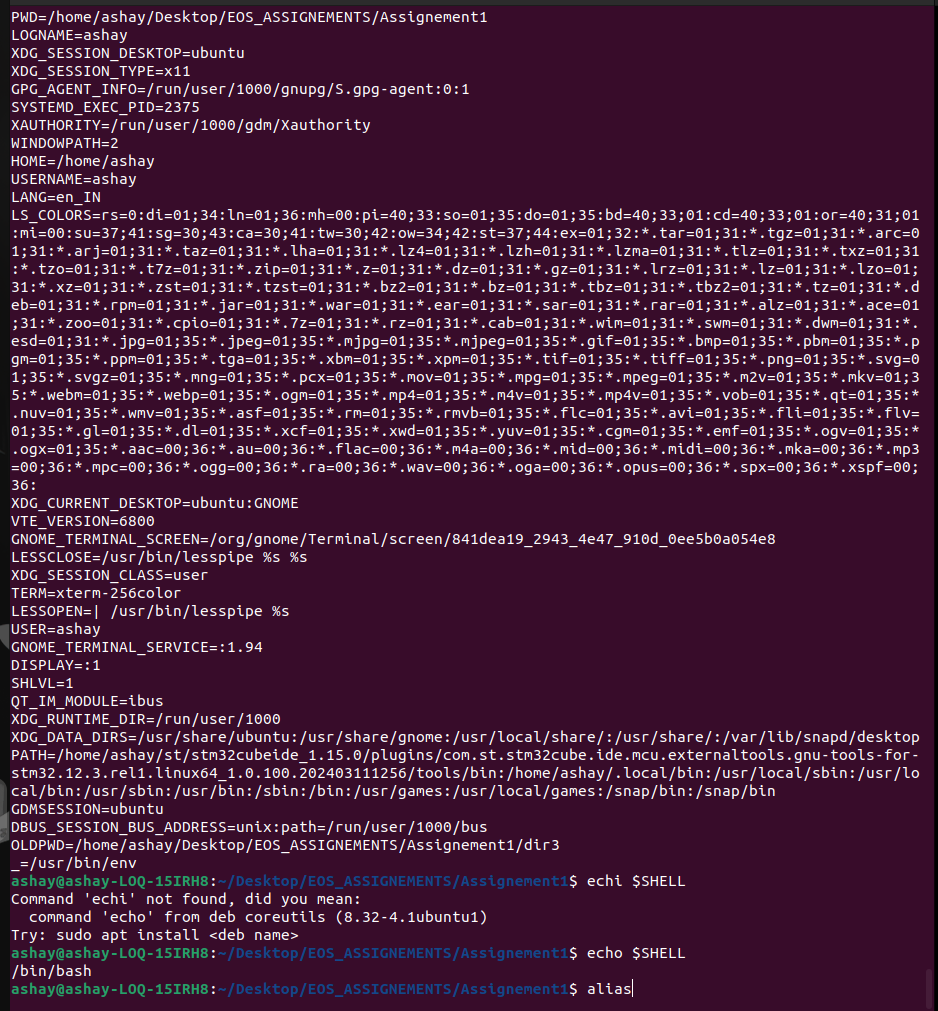 PWD=/home/ashay/Desktop/EOS_ASSIGNEMENTS/Assignement1
LOGNAME=ashay
XDG_SESSION_DESKTOP=ubuntu
XDG_SESSION_TYPE=x11
GPG_AGENT_INFO=/run/user/1000/gnupg/S.gpg-agent:0:1
SYSTEMD_EXEC_PID=2375
XAUTHORITY=/run/user/1000/gdm/Xauthority
WINDOWPATH=2
HOME=/home/ashay
USERNAME=ashay
LANG=en_IN
LS_COLORS=rs=0:di=01;34:ln=01;36:mh=00:pi=40;33:so=01;35:do=01;35:bd=40;33;01:cd=40;33;01:or=40;31;01
:mi=00:su=37;41:sg=30;43:ca=30;41:tw=30;42:ow=34;42:st=37;44:ex=01;32:*.tar=01;31:*.tgz=01;31:*.arc=0
1;31:*.arj=01;31:*.taz=01;31:*.lha=01;31:*.lz4=01;31:*.lzh=01;31:*.lzma=01;31:*.tlz=01;31:*.txz=01;31
:*.tzo=01;31:*.t7z=01;31:*.zip=01;31:*.z=01;31:*.dz=01;31:*.gz=01;31:*.lrz=01;31:*.lz=01;31:*.lzo=01;
31:*.xz=01;31:*.zst=01;31:*.tzst=01;31:*.bz2=01;31:*.bz=01;31:*.tbz=01;31:*.tbz2=01;31:*.tz=01;31:*.d
eb=01;31:*.rpm=01;31:*.jar=01;31:*.war=01;31:*.ear=01;31:*.sar=01;31:*.rar=01;31:*.alz=01;31:*.ace=01
;31:*.zoo=01;31:*.cpio=01;31:*.7z=01;31:*.rz=01;31:*.cab=01;31:*.wim=01;31:*.swm=01;31:*.dwm=01;31:*.
esd=01;31:*.jpg=01;35:*.jpeg=01;35:*.mjpg=01;35:*.mjpeg=01;35:*.gif=01;35:*.bmp=01;35:*.pbm=01;35:*.p
gm=01;35:*.ppm=01;35:*.tga=01;35:*.xbm=01;35:*.xpm=01;35:*.tif=01;35:*.tiff=01;35:*.png=01;35:*.svg=0
1;35:*.svgz=01;35:*.mng=01;35:*.pcx=01;35:*.mov=01;35:*.mpg=01;35:*.mpeg=01;35:*.m2v=01;35:*.mkv=01;3
5:*.webm=01;35:*.webp=01;35:*.ogm=01;35:*.mp4=01;35:*.m4v=01;35:*.mp4v=01;35:*.vob=01;35:*.qt=01;35:*
.nuv=01;35:*.wmv=01;35:*.asf=01;35:*.rm=01;35:*.rmvb=01;35:*.flc=01;35:*.avi=01;35:*.fli=01;35:*.flv=
01;35:*.gl=01;35:*.dl=01;35:*.xcf=01;35:*.xwd=01;35:*.yuv=01;35:*.cgm=01;35:*.emf=01;35:*.ogv=01;35:*
.ogx=01;35:*.aac=00;36:*.au=00;36:*.flac=00;36:*.m4a=00;36:*.mid=00;36:*.midi=00;36:*.mka=00;36:*.mp3
=00;36:*.mpc=00;36:*.ogg=00;36:*.ra=00;36:*.wav=00;36:*.oga=00;36:*.opus=00;36:*.spx=00;36:*.xspf=00;
36:
XDG_CURRENT_DESKTOP=ubuntu:GNOME
VTE_VERSION=6800
GNOME_TERMINAL_SCREEN=/org/gnome/Terminal/screen/841dea19_2943_4e47_910d_0ee5b0a054e8
LESSCLOSE=/usr/bin/lesspipe %s %s
XDG_SESSION_CLASS=user
TERM=xterm-256color
LESSOPEN=| /usr/bin/lesspipe %s
USER=ashay
GNOME_TERMINAL_SERVICE=:1.94
DISPLAY=:1
SHLVL=1
QT_IM_MODULE=ibus
XDG_RUNTIME_DIR=/run/user/1000
XDG_DATA_DIRS=/usr/share/ubuntu:/usr/share/gnome:/usr/local/share/:/usr/share/:/var/lib/snapd/desktop
PATH=/home/ashay/st/stm32cubeide_1.15.0/plugins/com.st.stm32cube.ide.mcu.externaltools.gnu-tools-for-
stm32.12.3.rel1.linux64_1.0.100.202403111256/tools/bin:/home/ashay/.local/bin:/usr/local/sbin:/usr/lo
cal/bin:/usr/sbin:/usr/bin:/sbin:/bin:/usr/games:/usr/local/games:/snap/bin:/snap/bin
GDMSESSION=ubuntu
DBUS_SESSION_BUS_ADDRESS=unix:path=/run/user/1000/bus
OLDPWD=/home/ashay/Desktop/EOS_ASSIGNEMENTS/Assignement1/dir3
_=/usr/bin/env
ashay@ashay-LOQ-15IRH8:~/Desktop/EOS_ASSIGNEMENTS/Assignement1$ echi $SHELL
Command 'echi' not found, did you mean:
  command 'echo' from deb coreutils (8.32-4.1ubuntu1)
Try: sudo apt install <deb name>
ashay@ashay-LOQ-15IRH8:~/Desktop/EOS_ASSIGNEMENTS/Assignement1$ echo $SHELL
/bin/bash
ashay@ashay-LOQ-15IRH8:~/Desktop/EOS_ASSIGNEMENTS/Assignement1$ alias